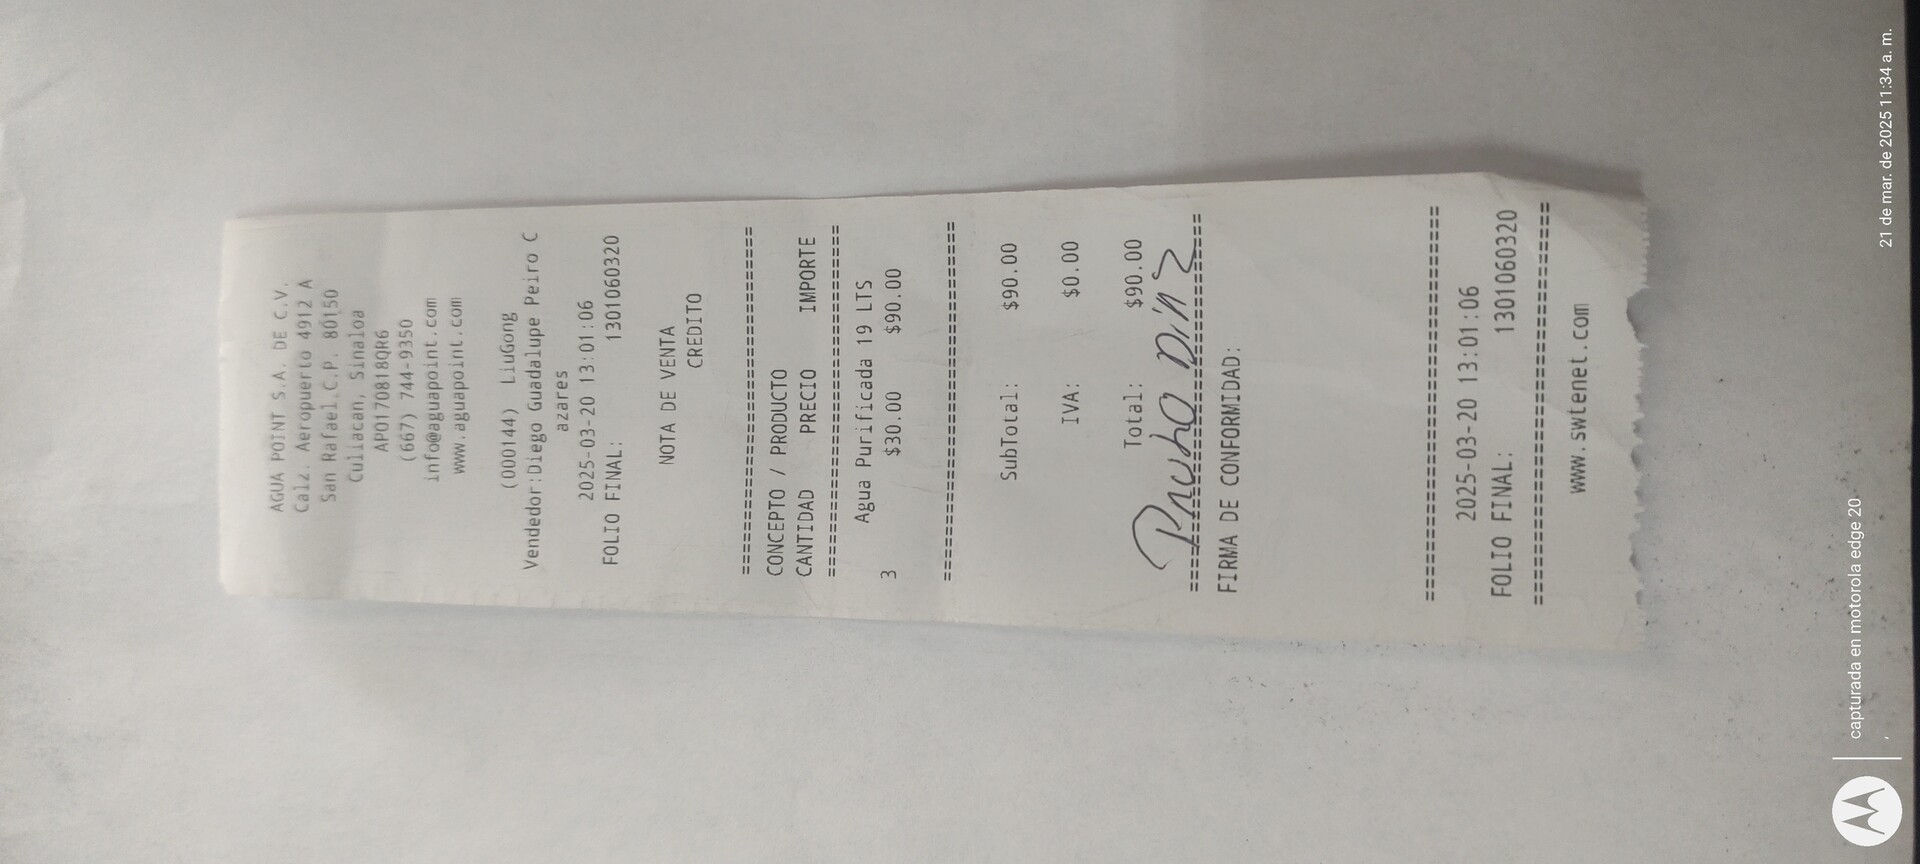 AGUA POINT S.A. DE C.V.
Calz. Aeropuerto 4912 A
San Rafael C.P. 80150
Culiacan, Sinaloa
APO170818QR6
(667) 744-9350
info@aguapoint.com
www.aguapoint.com
(000144) LiuGong
Vendedor:Diego Guadalupe Peiro C
azares
2025-03-20 13:01:06
FOLIO FINAL: 1301060320
NOTA DE VENTA
CREDITO
================================
CONCEPTO / PRODUCTO
CANTIDAD PRECIO IMPORTE
================================
Agua Purificada 19 LTS
3 $30.00 $90.00
================================
SubTotal: $90.00
IVA: $0.00
Total: $90.00
================================
FIRMA DE CONFORMIDAD:
================================
2025-03-20 13:01:06
FOLIO FINAL: 1301060320
================================
www.swtenet.com
capturada en motorola edge 20
21 de mar. de 2025 11:34 a. m.